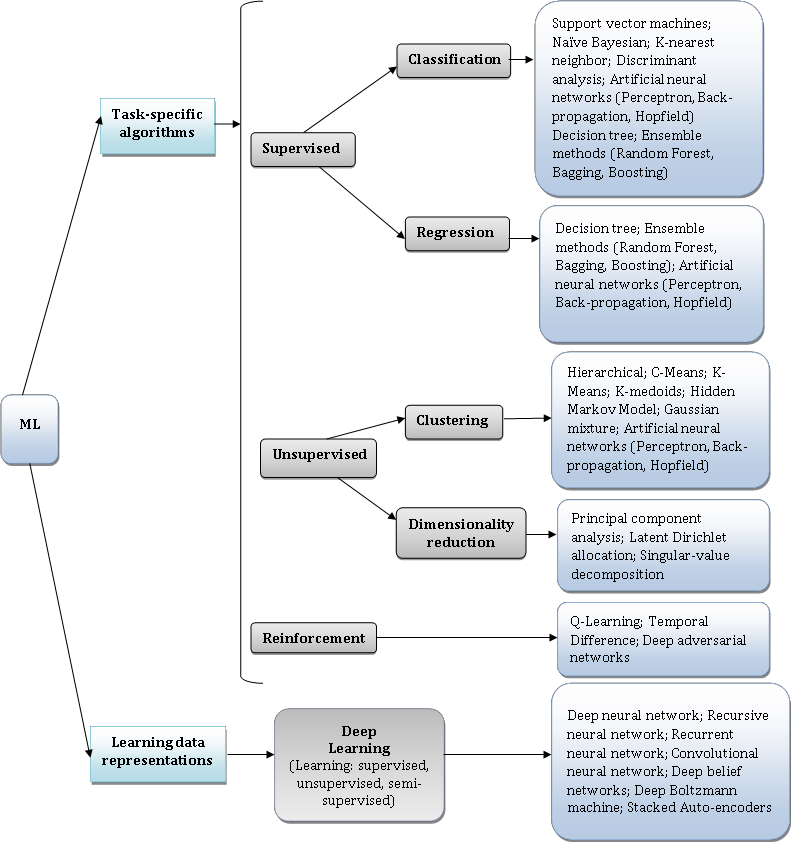 ML
Task-specific
algorithms
Supervised
Classification
Support vector machines;
Naïve Bayesian; K-nearest
neighbor; Discriminant
analysis; Artificial neural
networks (Perceptron, Back-
propagation, Hopfield)
Decision tree; Ensemble
methods (Random Forest,
Bagging, Boosting)
Regression
Decision tree; Ensemble
methods (Random Forest,
Bagging, Boosting); Artificial
neural networks (Perceptron,
Back-propagation, Hopfield)
Unsupervised
Clustering
Hierarchical; C-Means; K-
Means; K-medoids; Hidden
Markov Model; Gaussian
mixture; Artificial neural
networks (Perceptron, Back-
propagation, Hopfield)
Dimensionality
reduction
Principal component
analysis; Latent Dirichlet
allocation; Singular-value
decomposition
Reinforcement
Q-Learning; Temporal
Difference; Deep adversarial
networks
Learning data
representations
Deep
Learning
(Learning: supervised,
unsupervised, semi-
supervised)
Deep neural network; Recursive
neural network; Recurrent
neural network; Convolutional
neural network; Deep belief
networks; Deep Boltzmann
machine; Stacked Auto-encoders